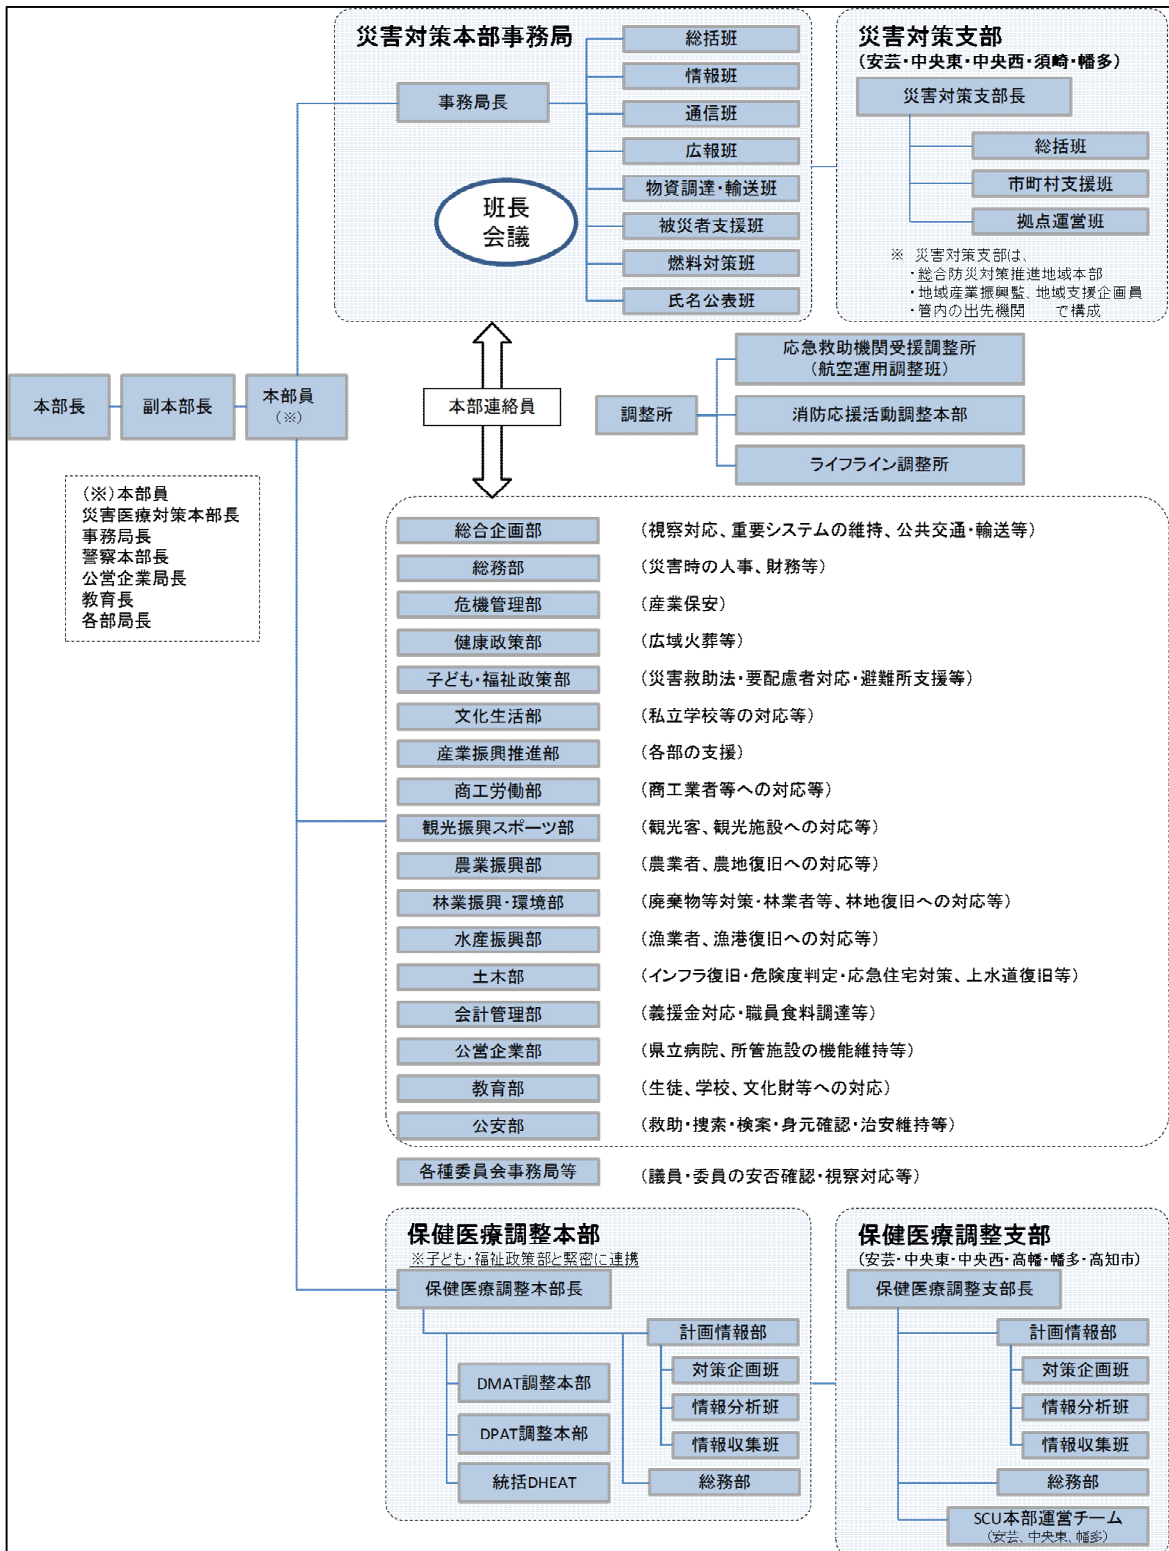 災害対策本部事務局
事務局長
班長
会議
総括班
情報班
通信班
広報班
物資調達・輸送班
被災者支援班
燃料対策班
氏名公表班
災害対策支部
(安芸・中央東・中央西・須崎・幡多)
災害対策支部長
総括班
市町村支援班
拠点運営班
※ 災害対策支部は、
・総合防災対策推進地域本部
・地域産業振興監、地域支援企画員
・管内の出先機関 で構成
本部長
副本部長
本部員
(※)
本部連絡員
調整所
応急救助機関受援調整所
(航空運用調整班)
消防応援活動調整本部
ライフライン調整所
(※)本部員
災害医療対策本部長
事務局長
警察本部長
公営企業局長
教育長
各部局長
総合企画部 (視察対応、重要システムの維持、公共交通・輸送等)
総務部 (災害時の人事、財務等)
危機管理部 (産業保安)
健康政策部 (広域火葬等)
子ども・福祉政策部 (災害救助法・要配慮者対応・避難所支援等)
文化生活部 (私立学校等の対応等)
産業振興推進部 (各部の支援)
商工労働部 (商工業者等への対応等)
観光振興スポーツ部 (観光客、観光施設への対応等)
農業振興部 (農業者、農地復旧への対応等)
林業振興・環境部 (廃棄物等対策・林業者等、林地復旧への対応等)
水産振興部 (漁業者、漁港復旧への対応等)
土木部 (インフラ復旧・危険度判定・応急住宅対策、上水道復旧等)
会計管理部 (義援金対応・職員食料調達等)
公営企業部 (県立病院、所管施設の機能維持等)
教育部 (生徒、学校、文化財等への対応)
公安部 (救助・捜索・検案・身元確認・治安維持等)
各種委員会事務局等 (議員・委員の安否確認・視察対応等)
保健医療調整本部
※子ども・福祉政策部と緊密に連携
保健医療調整本部長
計画情報部
対策企画班
情報分析班
情報収集班
総務部
DMAT調整本部
DPAT調整本部
統括DHEAT
保健医療調整支部
(安芸・中央東・中央西・高幡・幡多・高知市)
保健医療調整支部長
計画情報部
対策企画班
情報分析班
情報収集班
総務部
SCU本部運営チーム
(安芸、中央東、幡多)